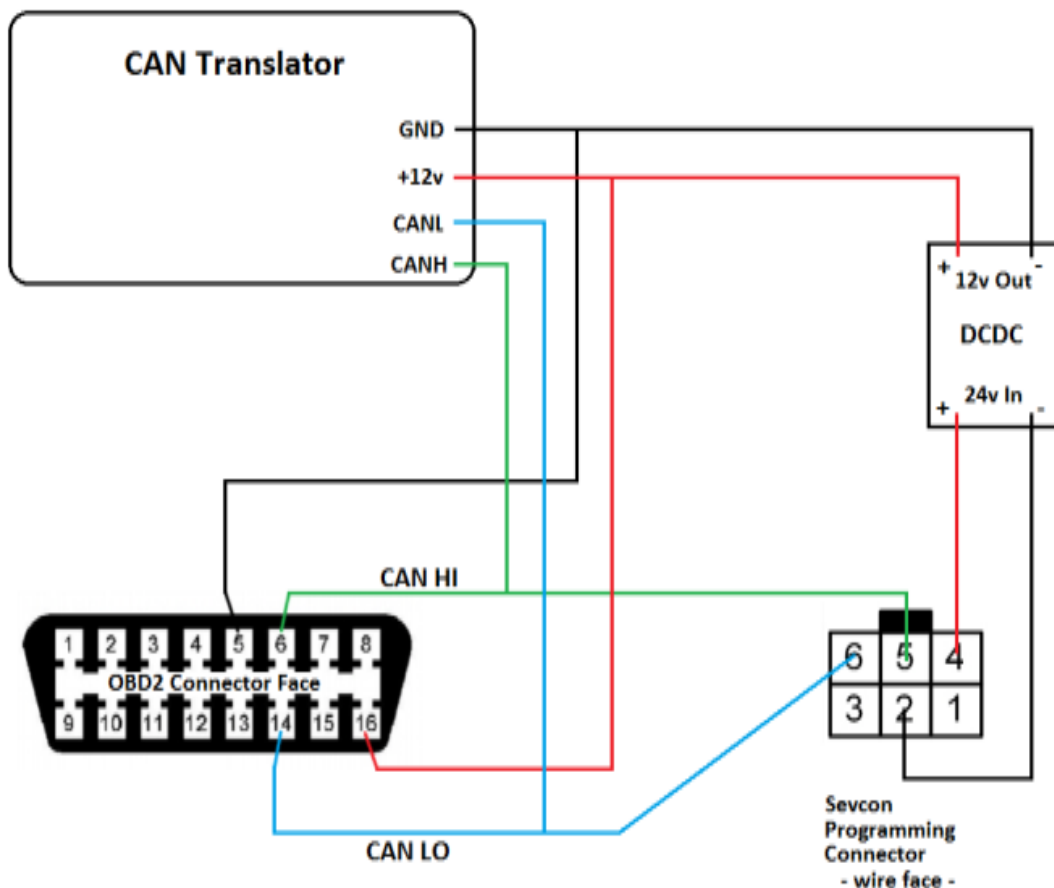 CAN Translator
GND
+12v
CANL
CANH
+ 12v Out -
DCDC
24v In
+ -
CAN HI
1 2 3 4 5 6 7 8
OBD2 Connector Face
9 10 11 12 13 14 15 16
6 5 4
3 2 1
CAN LO
Sevcon
Programming
Connector
- wire face -